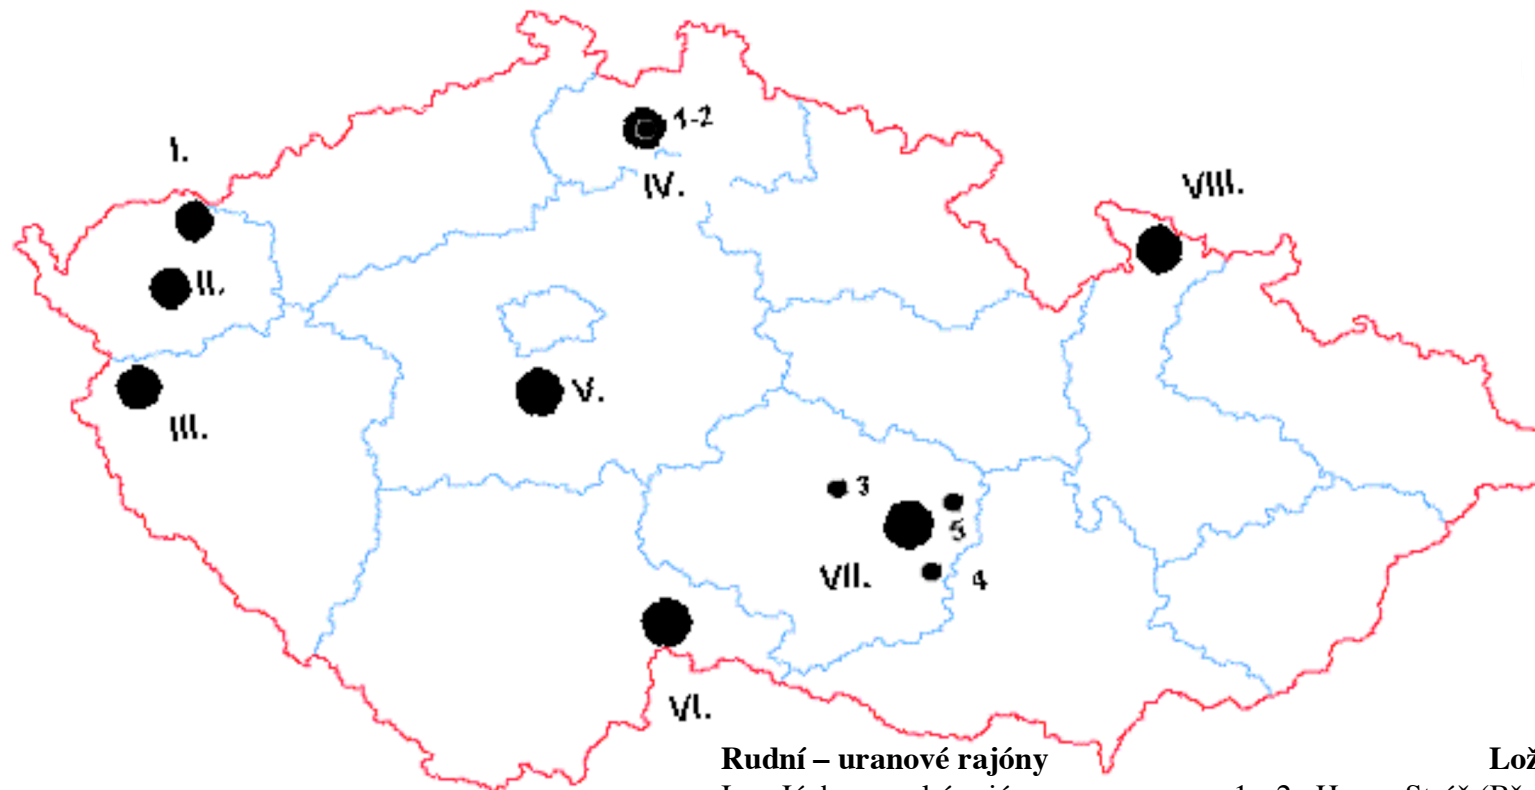 I.
1-2
IV.
VIII.
II.
V.
III.
3
5
VII.
4
VI.
Rudní – uranové rajóny